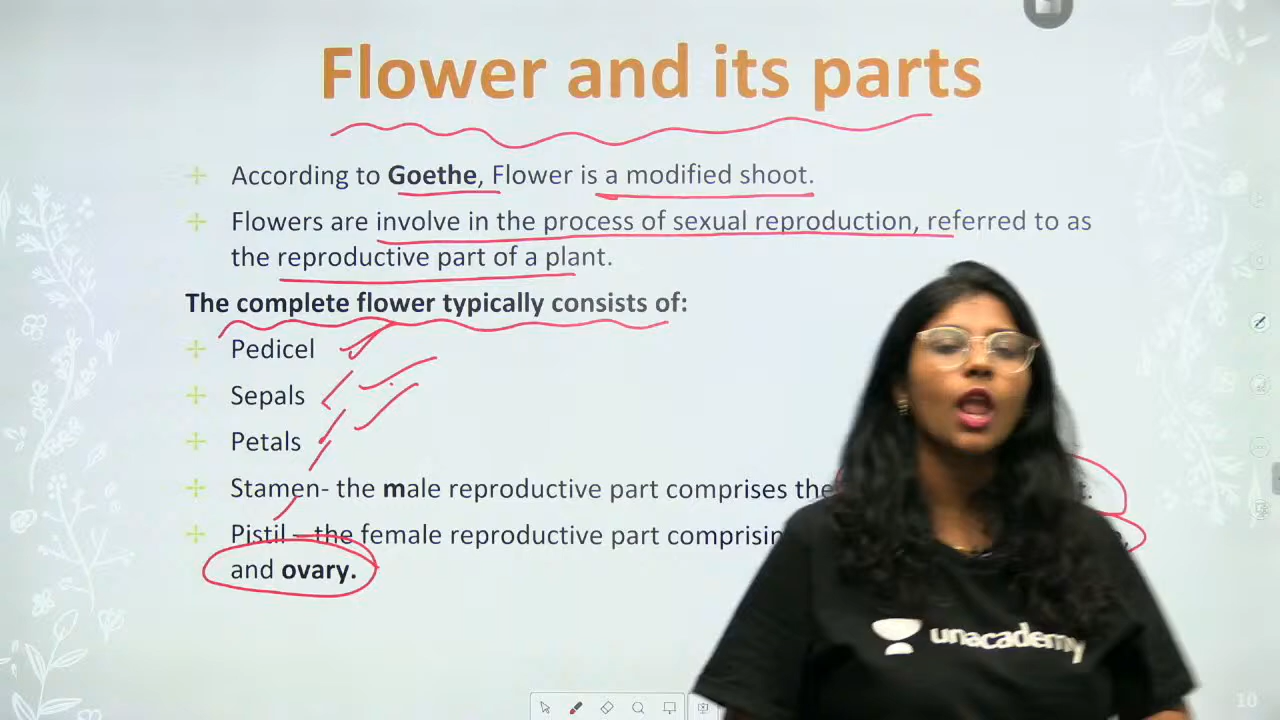 Flower and its parts
According to Goethe, Flower is a modified shoot.
Flowers are involve in the process of sexual reproduction, referred to as
the reproductive part of a plant.
The complete flower typically consists of:
Pedicel
Sepals
Petals
Stamen- the male reproductive part comprises the
Pistil – the female reproductive part comprising
and ovary.
unacademy
10